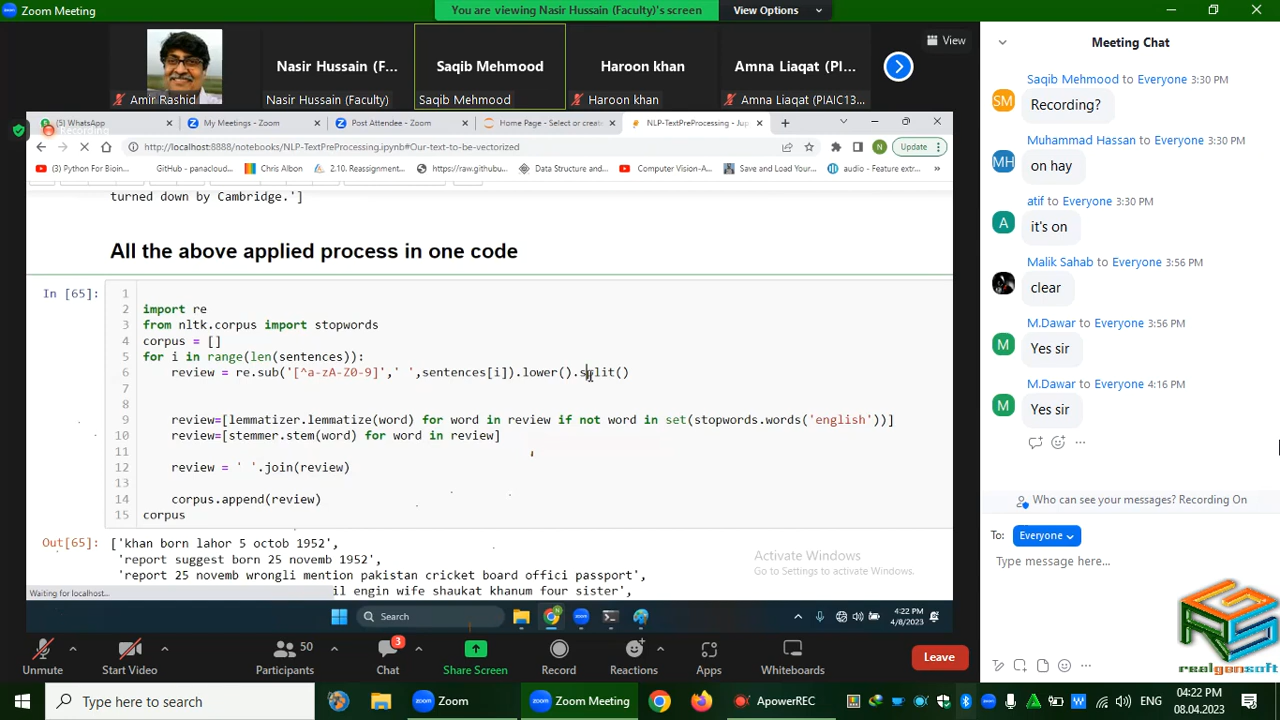 Zoom Meeting
You are viewing Nasir Hussain (Faculty)'s screen
View Options
View
Nasir Hussain (F...
Saqib Mehmood
Haroon khan
Amna Liaqat (PI...
Amir Rashid
Nasir Hussain (Faculty)
Saqib Mehmood
Haroon khan
Amna Liaqat (PIAIC13...
(5) WhatsApp
My Meetings - Zoom
Post Attendee - Zoom
Home Page - Select or create
NLP-TextPreProcessing - Jup
Recording
http://localhost:8888/notebooks/NLP-TextPreProcessing.ipynb#Our-text-to-be-vectorized
N
Update
(3) Python For Bioin...
GitHub - panacloud...
Chris Albon
2.10. Reassignment...
https://raw.githubu...
Data Structure and...
Computer Vision-A...
Save and Load Your...
audio - Feature extr...
turned down by Cambridge.']
All the above applied process in one code
In [65]:
1
2 import re
3 from nltk.corpus import stopwords
4 corpus = []
5 for i in range(len(sentences)):
6 review = re.sub('[^a-zA-Z0-9]',' ',sentences[i]).lower().split()
7
8
9 review=[lemmatizer.lemmatize(word) for word in review if not word in set(stopwords.words('english'))]
10 review=[stemmer.stem(word) for word in review]
11
12 review = ' '.join(review)
13
14 corpus.append(review)
15 corpus
Out[65]: ['khan born lahor 5 octob 1952',
'report suggest born 25 novemb 1952',
'report 25 novemb wrongli mention pakistan cricket board offici passport',
il engin wife shaukat khanum four sister',
Waiting for localhost...
Activate Windows
Go to Settings to activate Windows.
Search
4:22 PM
4/8/2023
Unmute
Start Video
50
Participants
3
Chat
Share Screen
Record
Reactions
Apps
Whiteboards
Leave
Meeting Chat
Saqib Mehmood to Everyone 3:30 PM
SM
Recording?
Muhammad Hassan to Everyone 3:30 PM
MH
on hay
atif to Everyone 3:30 PM
A
it's on
Malik Sahab to Everyone 3:56 PM
clear
M.Dawar to Everyone 3:56 PM
M
Yes sir
M.Dawar to Everyone 4:16 PM
M
Yes sir
Who can see your messages? Recording On
To: Everyone
Type message here...
realgensoft
Type here to search
Zoom
Zoom Meeting
ApowerREC
ENG
04:22 PM
08.04.2023